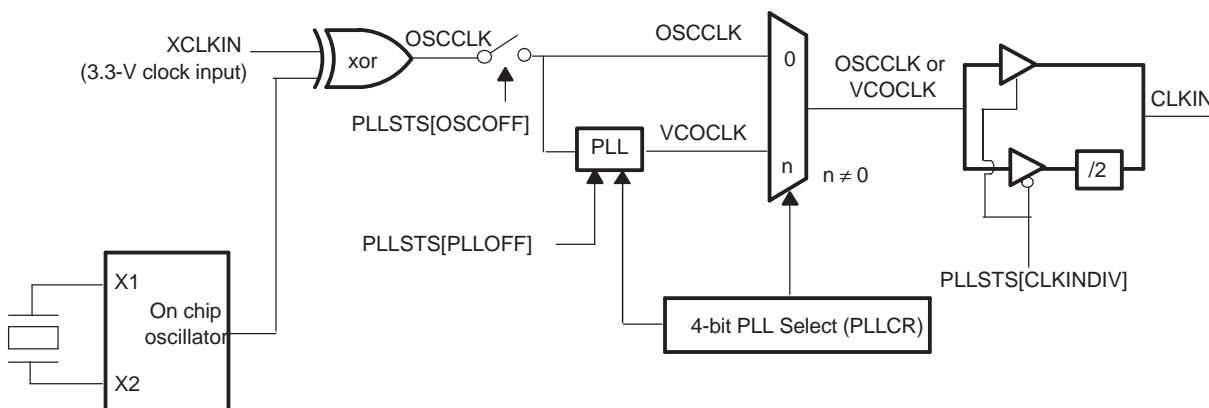 XCLKIN
(3.3-V clock input)
xor
OSCCLK
PLLSTS[OSCOFF]
OSCCLK
0
PLL
VCOCLK
n
n ≠ 0
OSCCLK or
VCOCLK
CLKIN
/2
PLLSTS[PLLOFF]
PLLSTS[CLKINDIV]
X1
On chip
oscillator
X2
4-bit PLL Select (PLLCR)